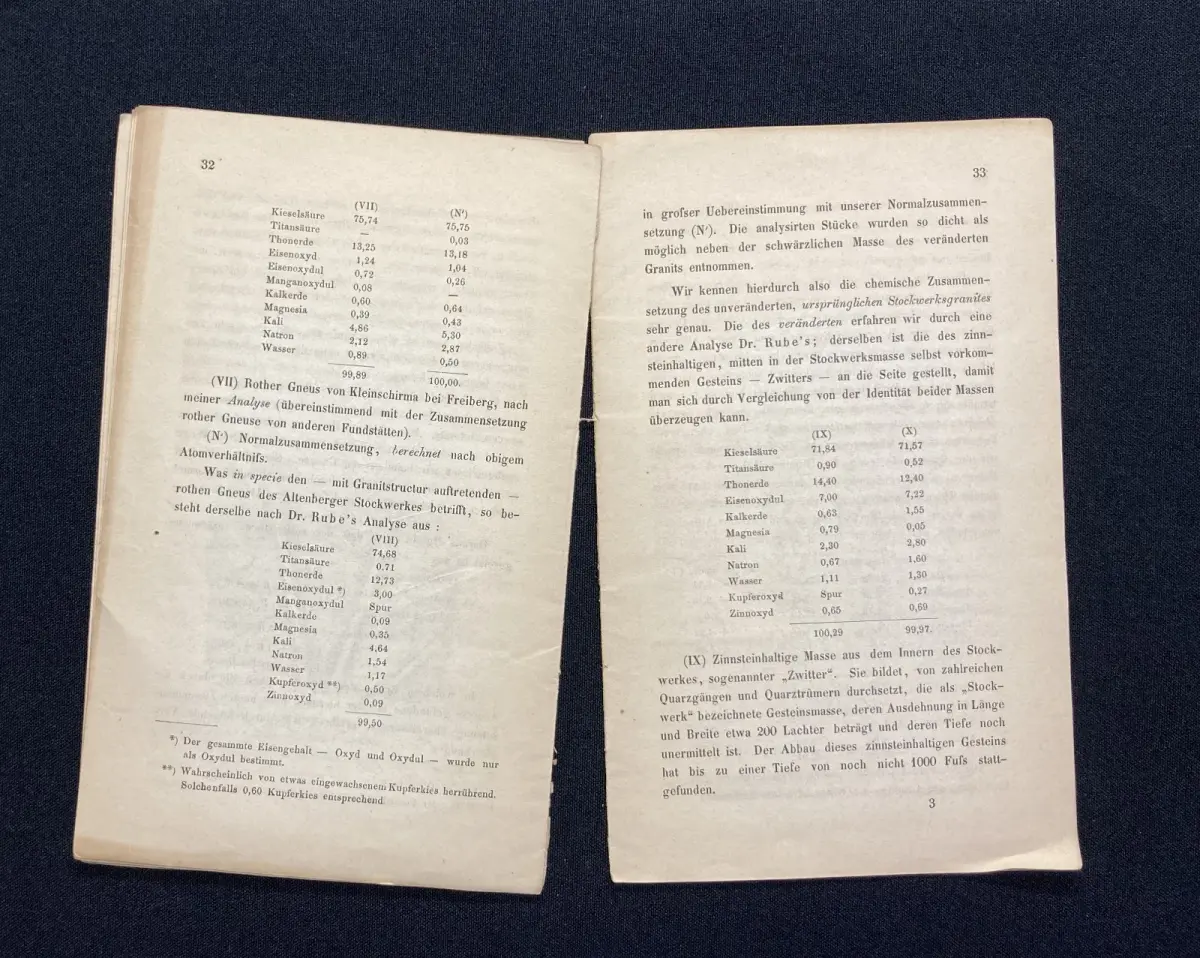 32
(VII) (N')
Kieselsäure 75,74 75,75
Titansäure — 0,03
Thonerde 13,25 13,18
Eisenoxyd 1,24 1,04
Eisenoxydul 0,72 0,26
Manganoxydul 0,08 —
Kalkerde 0,60 0,64
Magnesia 0,39 0,43
Kali 4,86 5,30
Natron 2,12 2,87
Wasser 0,89 0,50
99,89 100,00.
(VII) Rother Gneus von Kleinschirma bei Freiberg, nach
meiner Analyse (übereinstimmend mit der Zusammensetzung
rother Gneuse von anderen Fundstätten).
(N') Normalzusammensetzung, berechnet nach obigem
Atomverhältnifs.
Was in specie den — mit Granitstructur auftretenden —
rothen Gneus des Altenberger Stockwerkes betrifft, so be-
steht derselbe nach Dr. Rube's Analyse aus :
(VIII)
Kieselsäure 74,68
Titansäure 0.71
Thonerde 12,73
Eisenoxydul *) 3,00
Manganoxydul Spur
Kalkerde 0,09
Magnesia 0,35
Kali 4,64
Natron 1,54
Wasser 1,17
Kupferoxyd **) 0,50
Zinnoxyd 0,09
99,50
*) Der gesammte Eisengehalt — Oxyd und Oxydul — wurde nur
als Oxydul bestimmt.
**) Wahrscheinlich von etwas eingewachsenem Kupferkies herrührend.
Solchenfalls 0,60 Kupferkies entsprechend
33
in grofser Uebereinstimmung mit unserer Normalzusammen-
setzung (N'). Die analysirten Stücke wurden so dicht als
möglich neben der schwärzlichen Masse des veränderten
Granits entnommen.
Wir kennen hierdurch also die chemische Zusammen-
setzung des unveränderten, ursprünglichen Stockwerksgranites
sehr genau. Die des veränderten erfahren wir durch eine
andere Analyse Dr. Rube's; derselben ist die des zinn-
steinhaltigen, mitten in der Stockwerksmasse selbst vorkom-
menden Gesteins — Zwitters — an die Seite gestellt, damit
man sich durch Vergleichung von der Identität beider Massen
überzeugen kann.
(IX) (X)
Kieselsäure 71,84 71,57
Titansäure 0,90 0,52
Thonerde 14,40 12,40
Eisenoxydul 7,00 7,22
Kalkerde 0,63 1,55
Magnesia 0,79 0,05
Kali 2,30 2,80
Natron 0,67 1.60
Wasser 1,11 1,30
Kupferoxyd Spur 0,27
Zinnoxyd 0,65 0,69
100,29 99,97.
(IX) Zinnsteinhaltige Masse aus dem Innern des Stock-
werkes, sogenannter „Zwitter“. Sie bildet, von zahlreichen
Quarzgängen und Quarztrümern durchsetzt, die als „Stock-
werk“ bezeichnete Gesteinsmasse, deren Ausdehnung in Länge
und Breite etwa 200 Lachter beträgt und deren Tiefe noch
unermittelt ist. Der Abbau dieses zinnsteinhaltigen Gesteins
hat bis zu einer Tiefe von noch nicht 1000 Fufs statt-
gefunden.
3